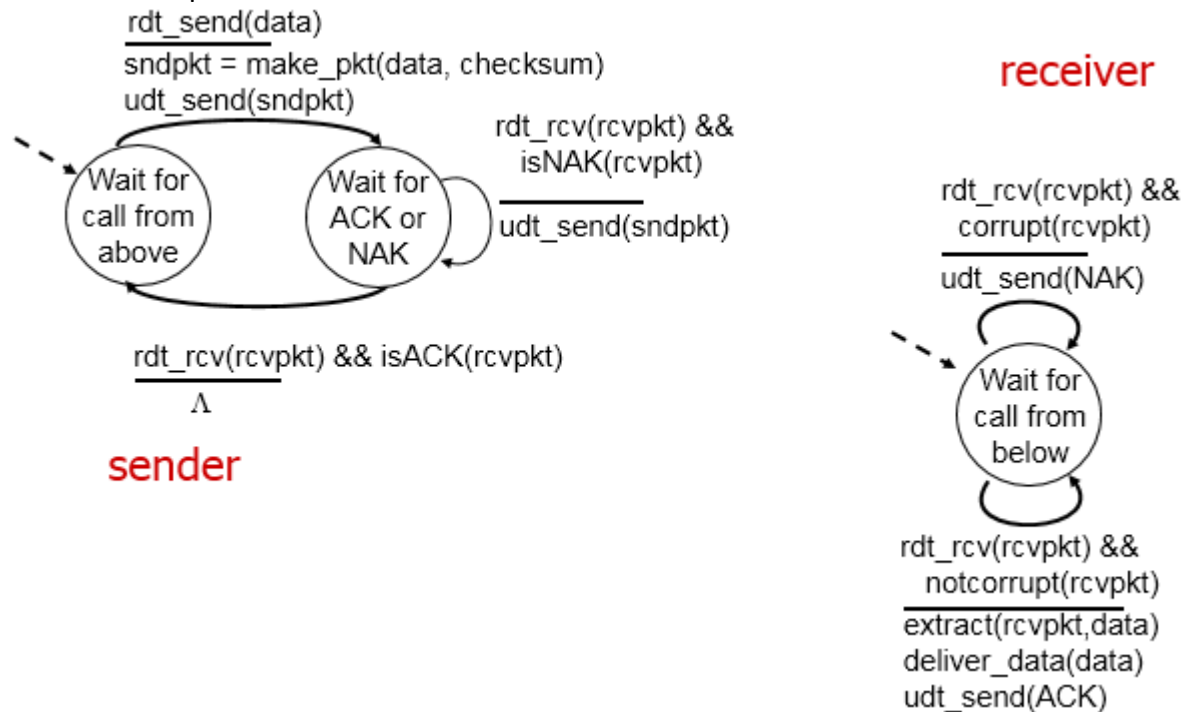 rdt_send(data)
sndpkt = make_pkt(data, checksum)
udt_send(sndpkt)
Wait for
call from
above
Wait for
ACK or
NAK
rdt_rcv(rcvpkt) &&
isNAK(rcvpkt)
udt_send(sndpkt)
rdt_rcv(rcvpkt) && isACK(rcvpkt)
Λ
sender
receiver
rdt_rcv(rcvpkt) &&
corrupt(rcvpkt)
udt_send(NAK)
Wait for
call from
below
rdt_rcv(rcvpkt) &&
notcorrupt(rcvpkt)
extract(rcvpkt,data)
deliver_data(data)
udt_send(ACK)